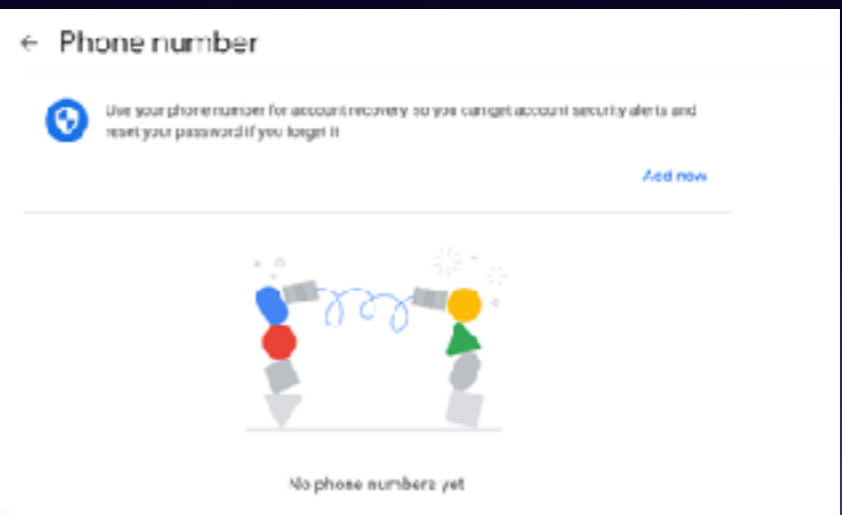 Phone number
Use your phone number for account recovery so you can get account security alerts and
reset your password if you forget it
Add now
No phone numbers yet